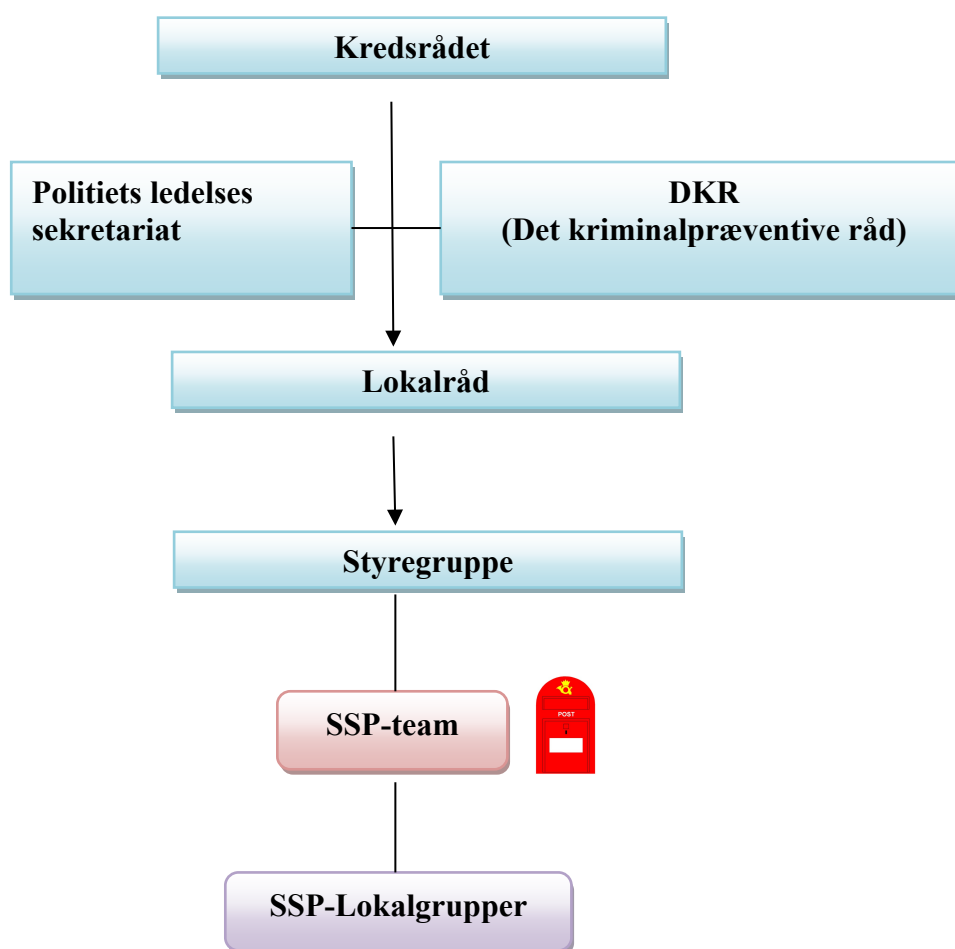 Kredsrådet
Politiets ledelses
sekretariat
DKR
(Det kriminalpræventive råd)
Lokalråd
Styregruppe
SSP-team
POST
SSP-Lokalgrupper